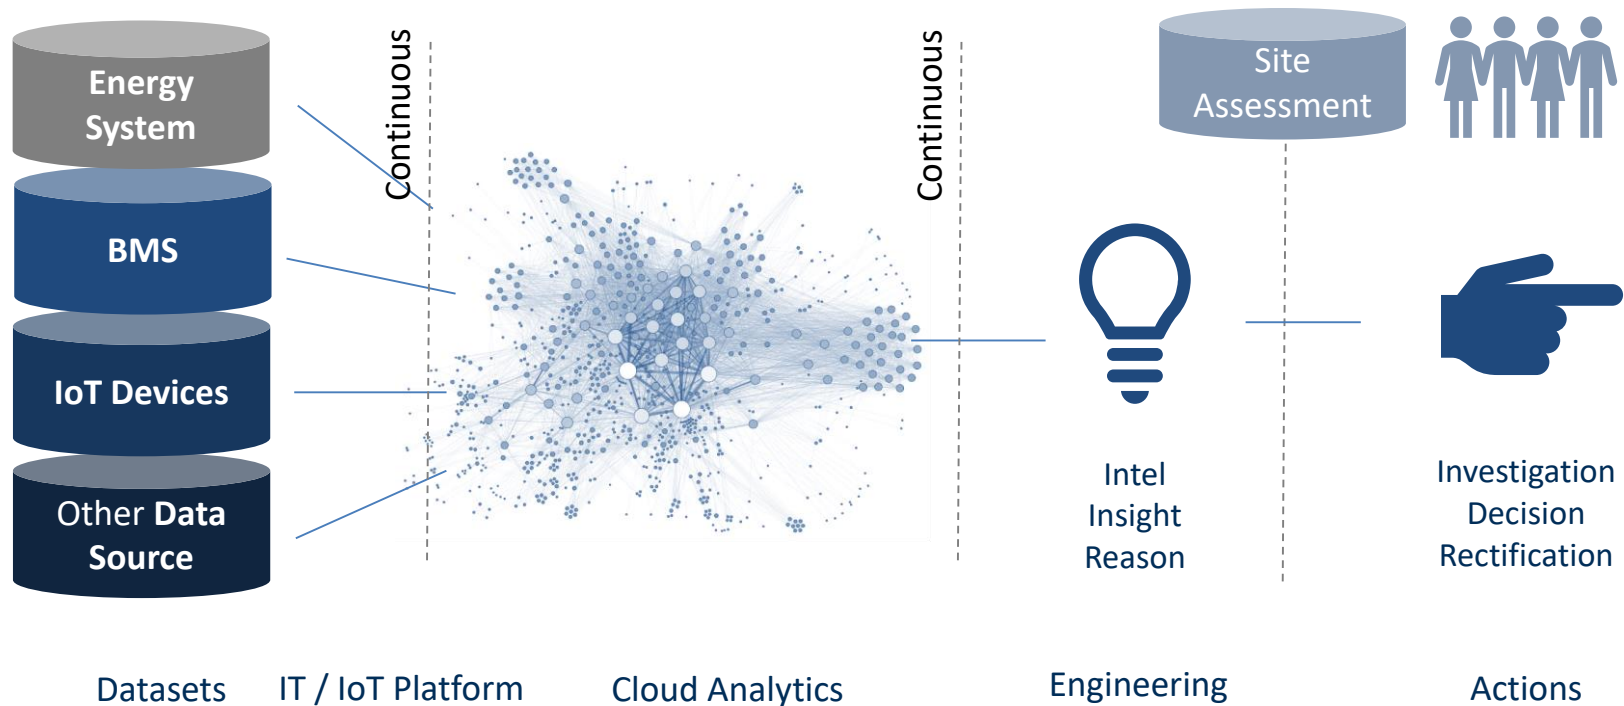 Energy
System
BMS
IoT Devices
Other Data
Source
Continuous
Continuous
Site
Assessment
Intel
Insight
Reason
Investigation
Decision
Rectification
Datasets
IT / IoT Platform
Cloud Analytics
Engineering
Actions